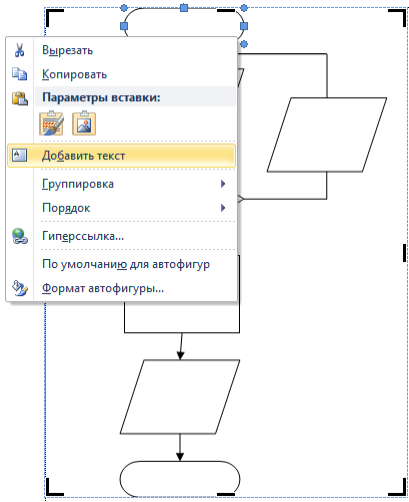 Вырезать
Копировать
Параметры вставки:
Добавить текст
Группировка
Порядок
Гиперссылка...
По умолчанию для автофигур
Формат автофигуры...